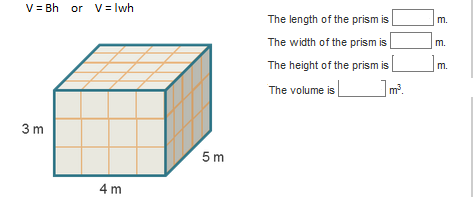 V = Bh or V = lwh
The length of the prism is m.
The width of the prism is m.
The height of the prism is m.
The volume is m³.
3 m
5 m
4 m